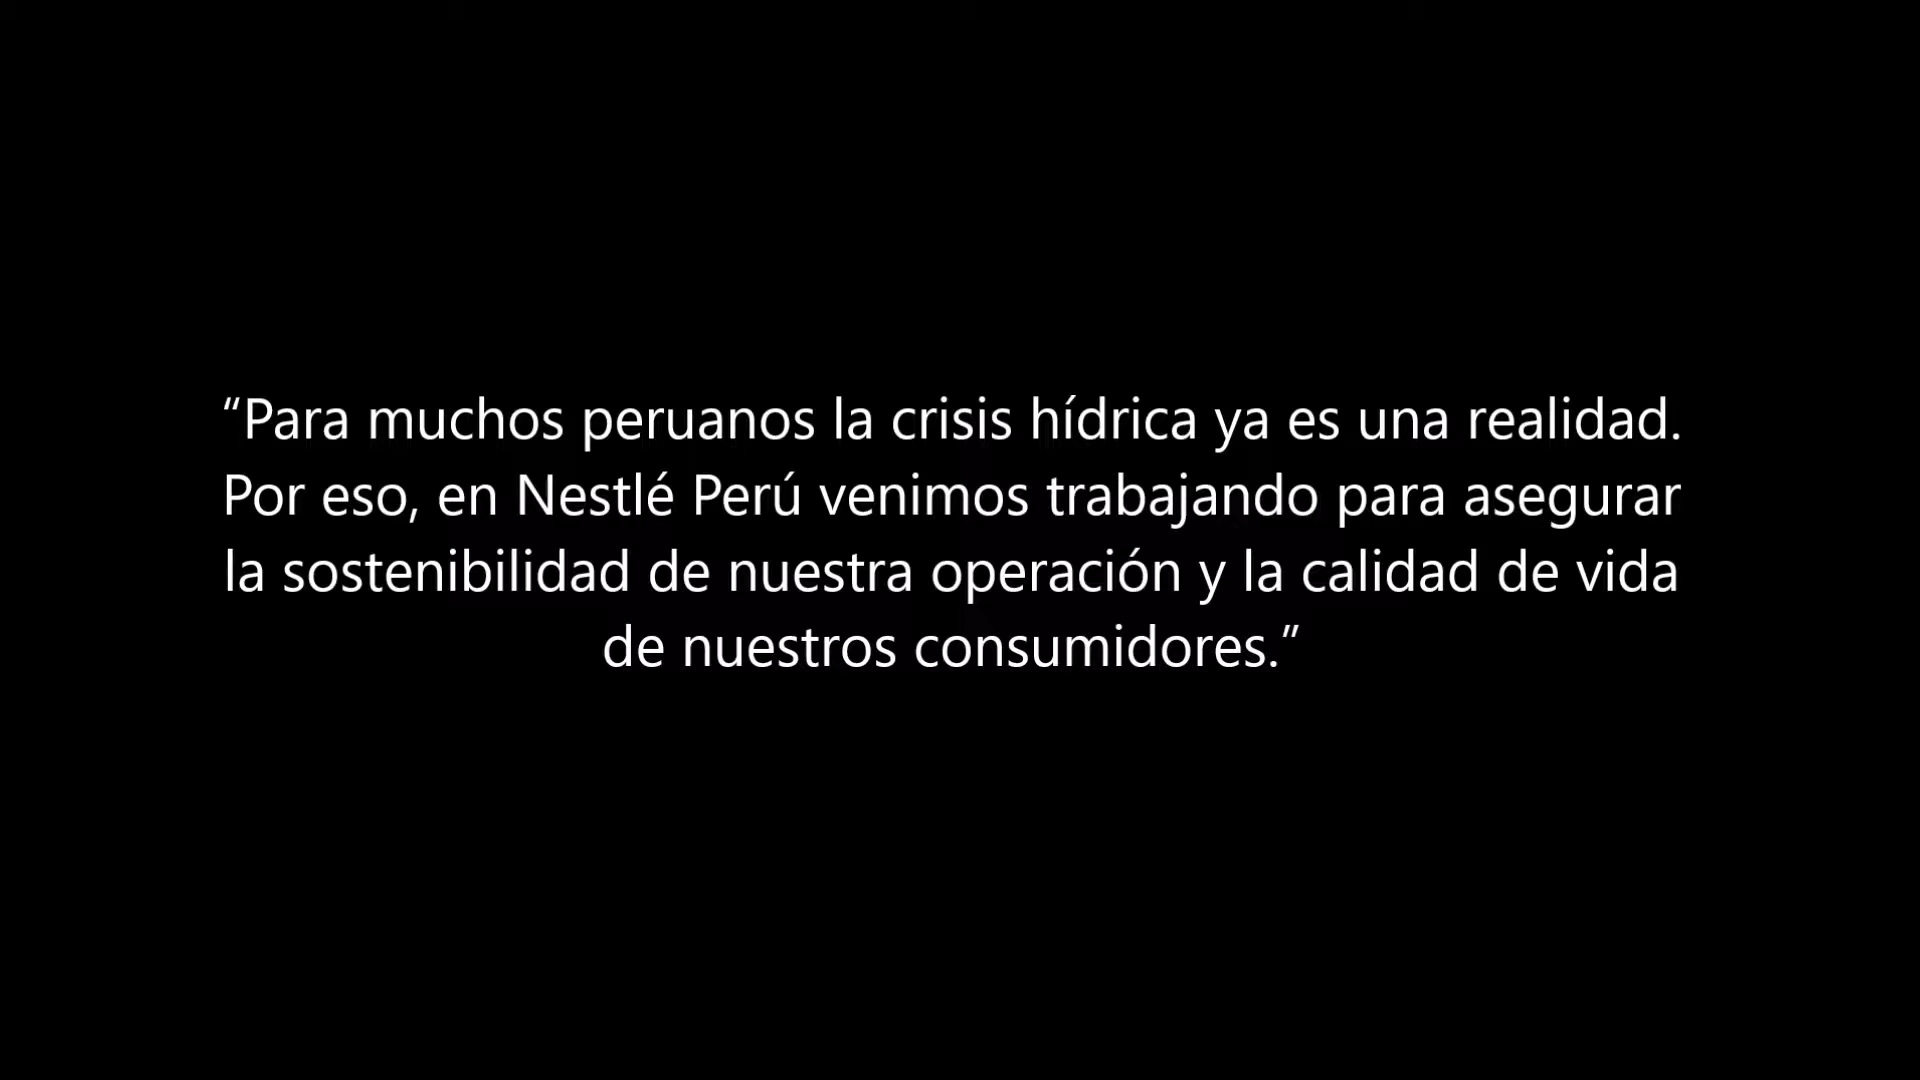 “Para muchos peruanos la crisis hídrica ya es una realidad.
Por eso, en Nestlé Perú venimos trabajando para asegurar
la sostenibilidad de nuestra operación y la calidad de vida
de nuestros consumidores.”